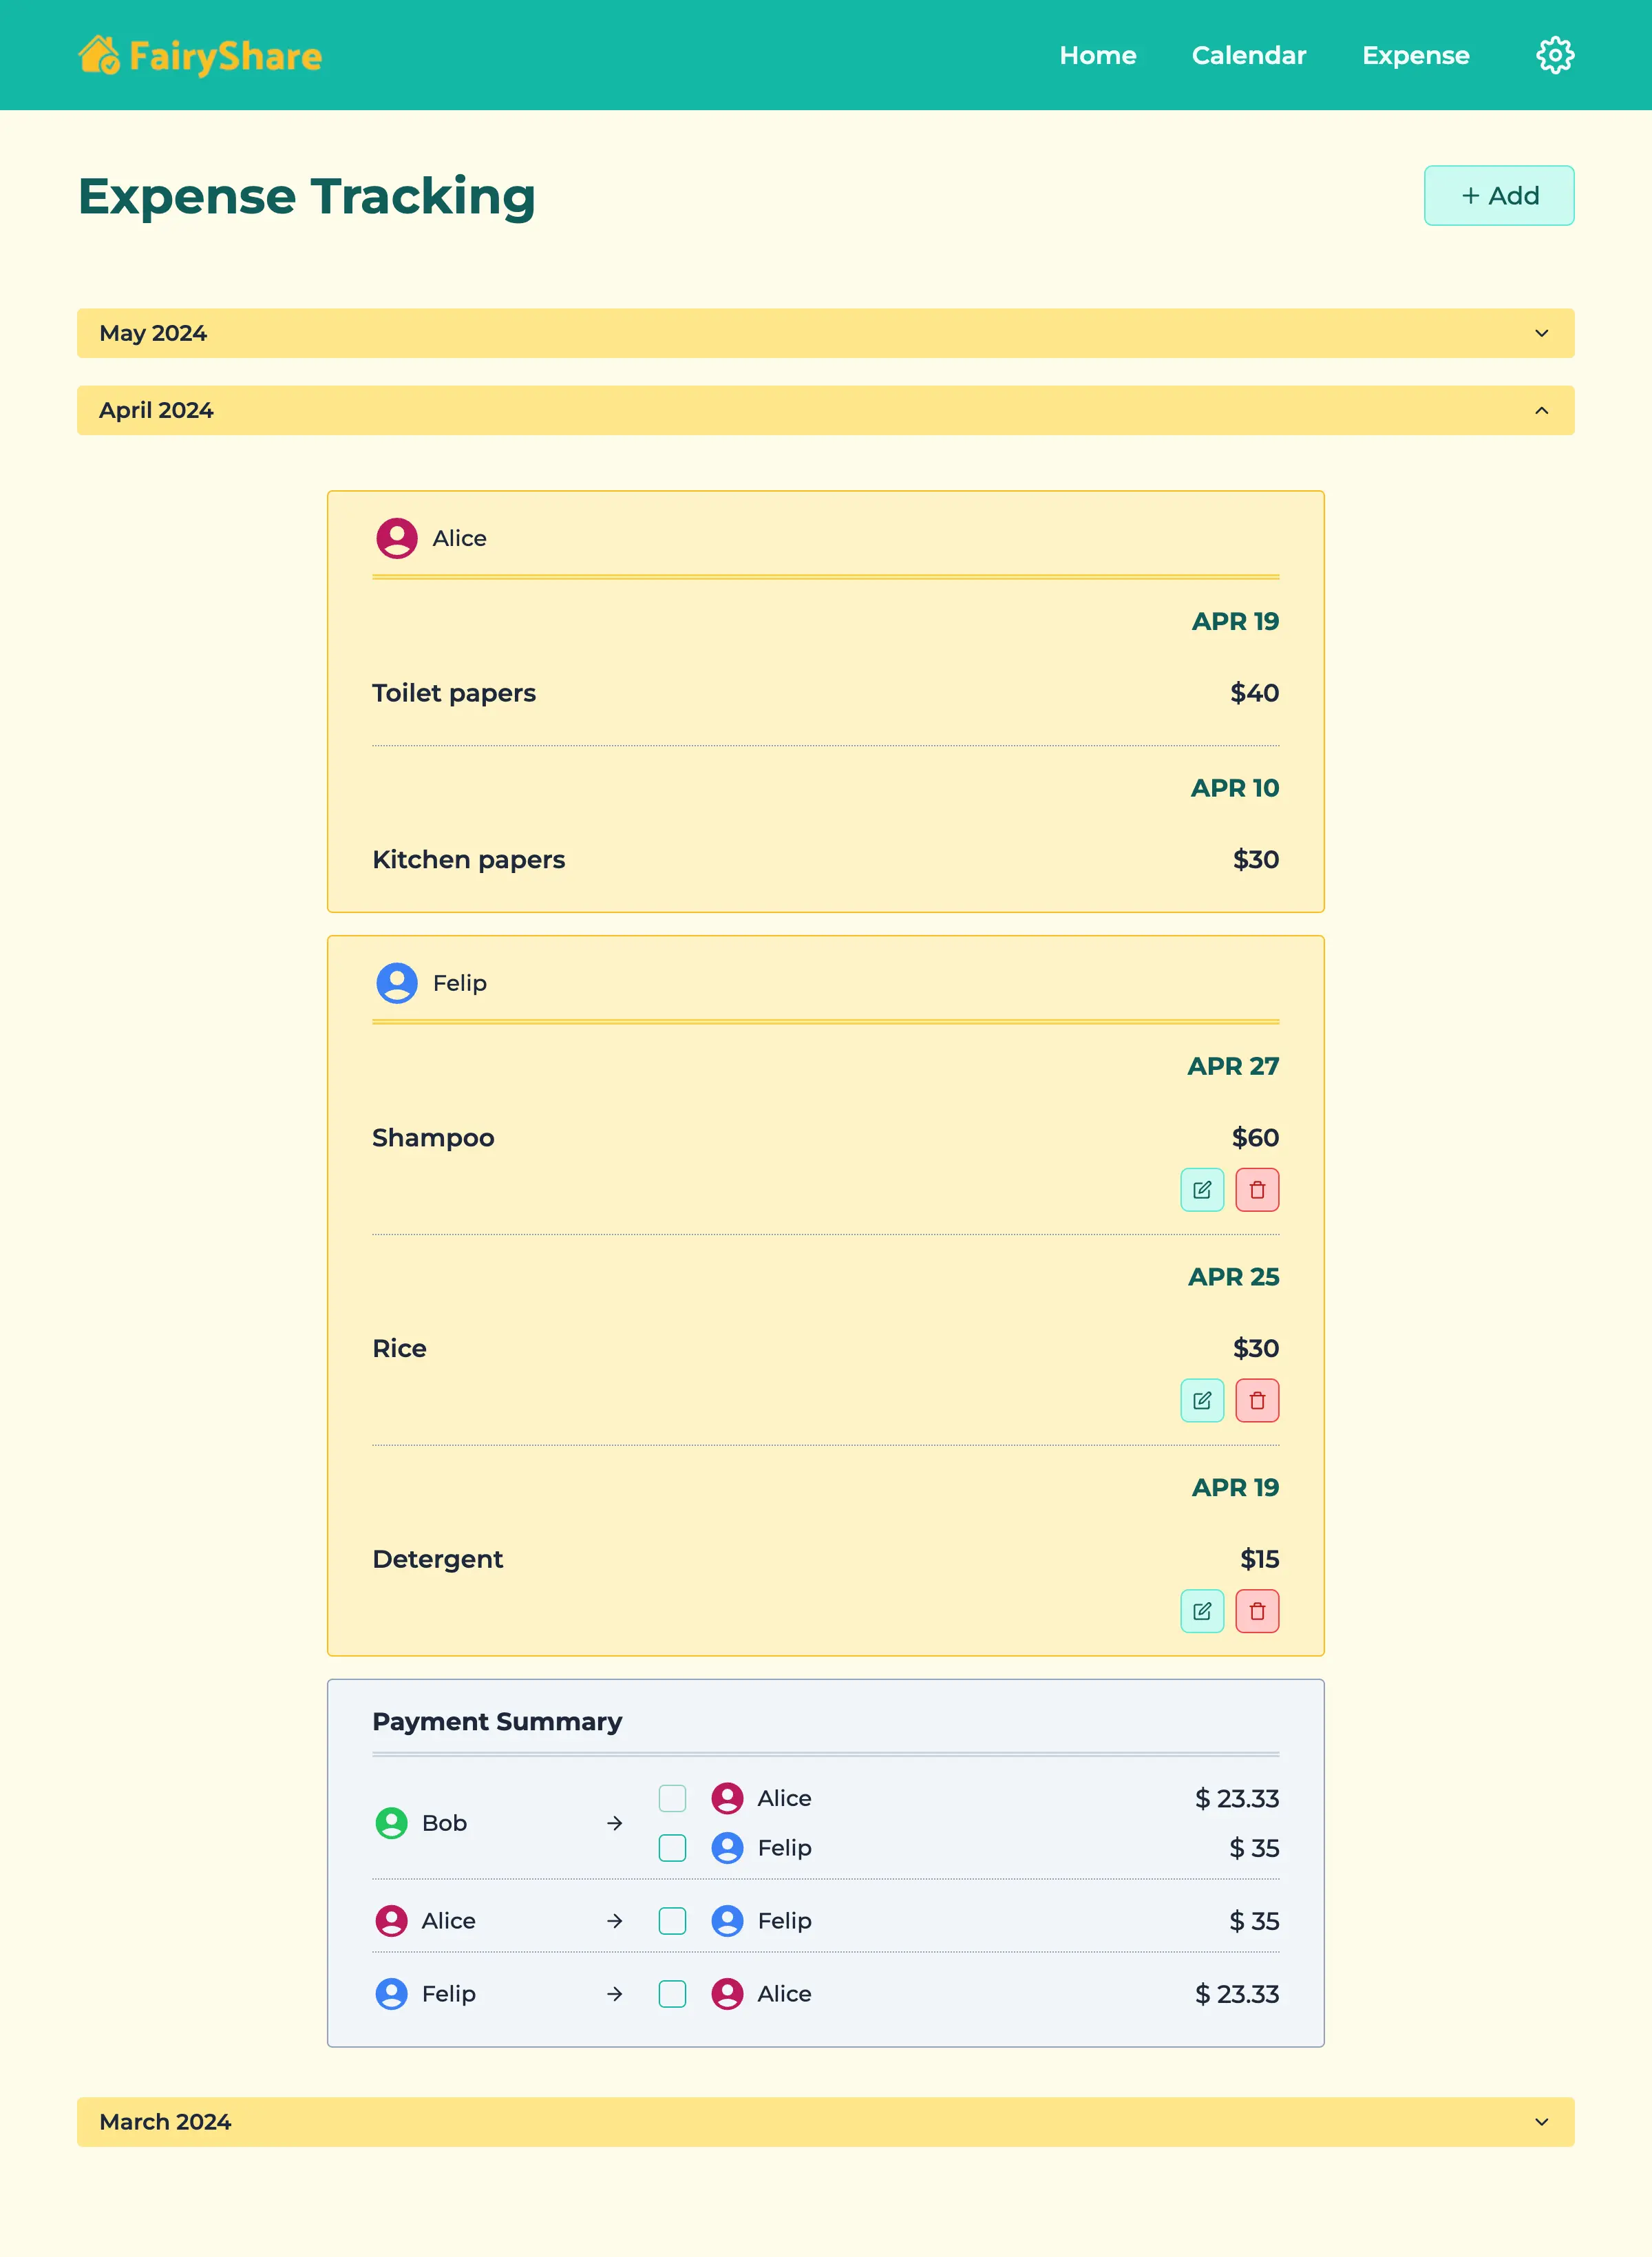 FairyShare
Home Calendar Expense
Expense Tracking
+ Add
May 2024
April 2024
Alice
APR 19
Toilet papers $40
APR 10
Kitchen papers $30
Felip
APR 27
Shampoo $60
APR 25
Rice $30
APR 19
Detergent $15
Payment Summary
Bob → Alice $ 23.33
Felip $ 35
Alice → Felip $ 35
Felip → Alice $ 23.33
March 2024